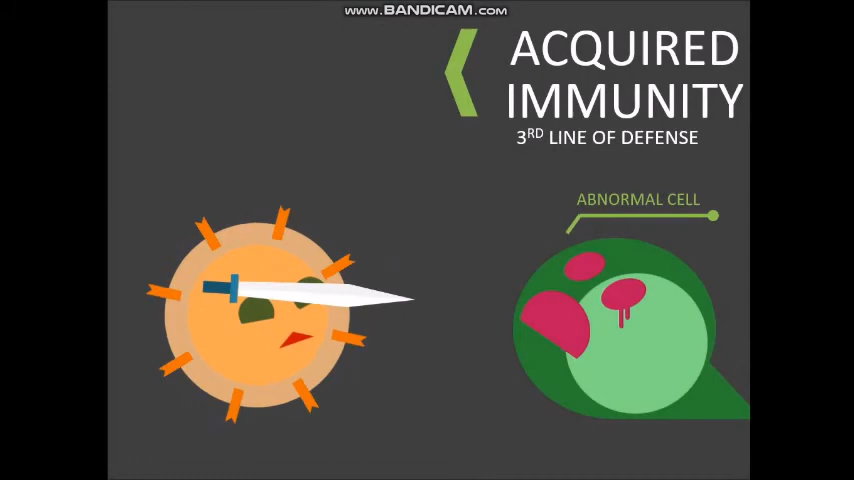 www.BANDICAM.com
ACQUIRED
IMMUNITY
3RD LINE OF DEFENSE
ABNORMAL CELL